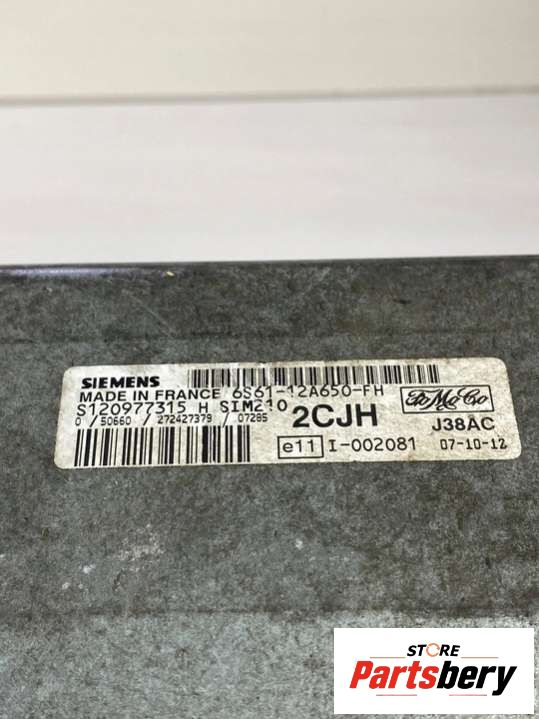 SIEMENS
MADE IN FRANCE 6S61-12A650-FH
S120977315 H SIM210
0 / 50660 / 272427379 / 07285
2CJH
FoMoCo
J38AC
e11 I-002081 07-10-12
STORE
Partsbery